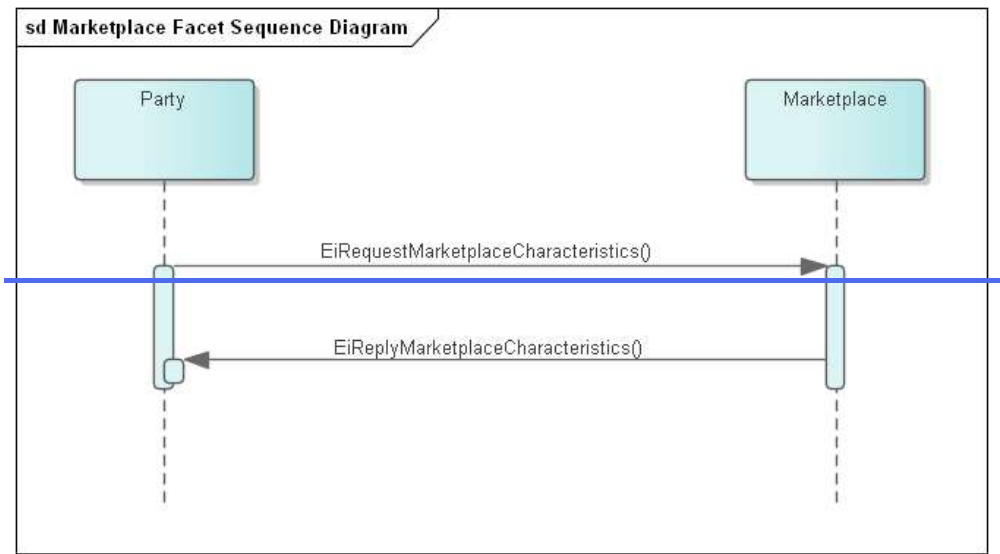 sd Marketplace Facet Sequence Diagram
Party
Marketplace
EiRequestMarketplaceCharacteristics()
EiReplyMarketplaceCharacteristics()